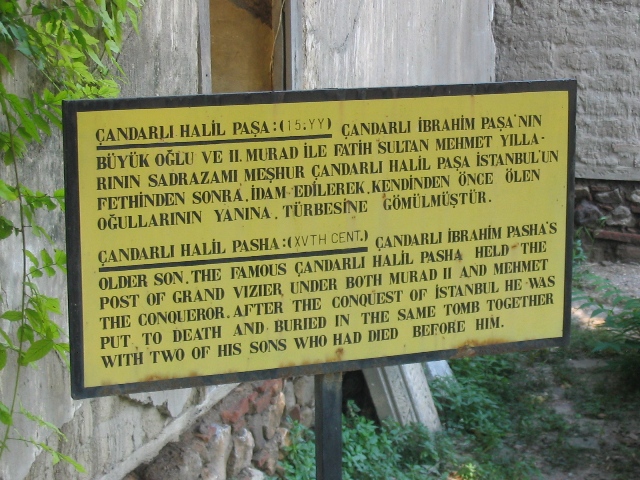 ÇANDARLI HALİL PAŞA:(15.YY) ÇANDARLI İBRAHİM PAŞA'NIN
BÜYÜK OĞLU VE II. MURAD İLE FATİH SULTAN MEHMET YILLA-
RININ SADRAZAMI, MEŞHUR ÇANDARLI HALİL PAŞA İSTANBUL'UN
FETHİNDEN SONRA, İDAM EDİLEREK, KENDİNDEN ÖNCE ÖLEN
OĞULLARININ YANINA, TÜRBESİNE GÖMÜLMÜŞTÜR.
ÇANDARLI HALİL PASHA:(XVTH CENT.) ÇANDARLI İBRAHİM PASHA'S
OLDER SON, THE FAMOUS ÇANDARLI HALİL PASHA HELD THE
POST OF GRAND VIZIER UNDER BOTH MURAD II AND MEHMET
THE CONQUEROR. AFTER THE CONQUEST OF İSTANBUL HE WAS
PUT TO DEATH AND BURIED IN THE SAME TOMB TOGETHER
WITH TWO OF HIS SONS WHO HAD DIED BEFORE HIM.